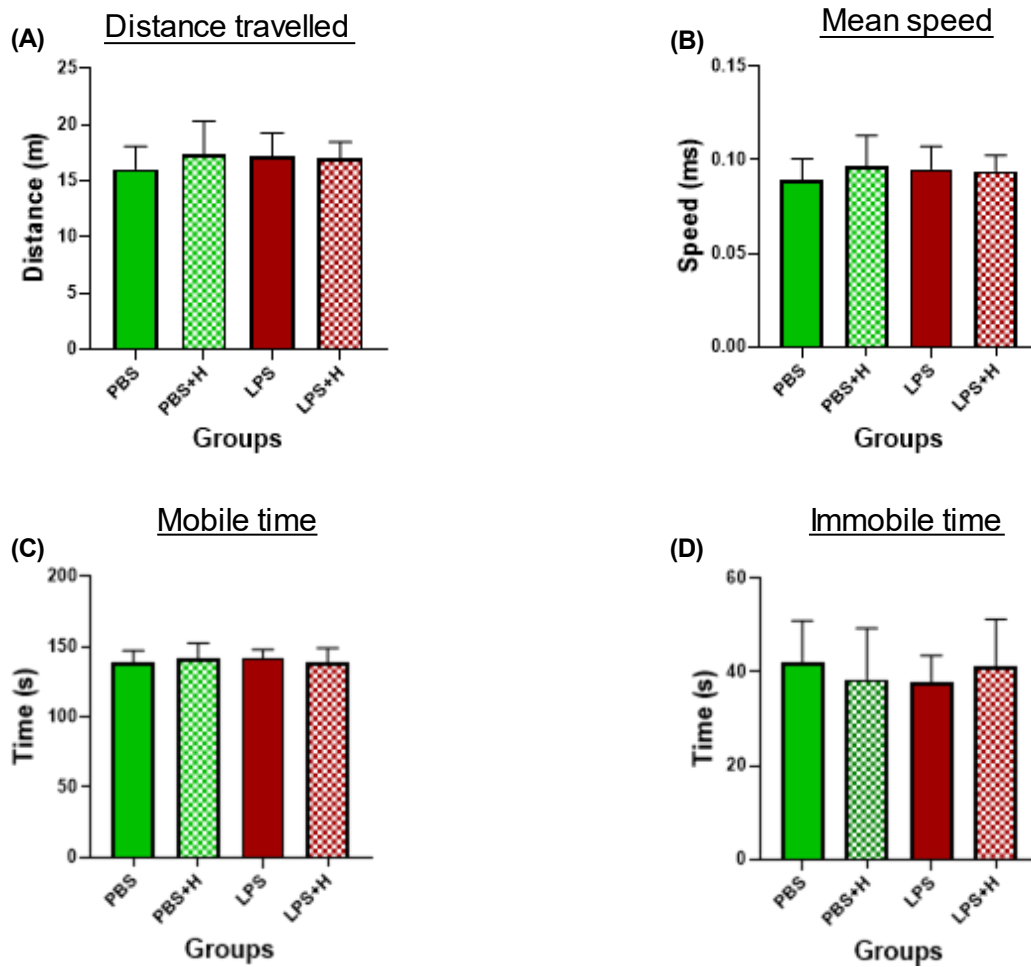 (A) Distance travelled
25
20
15
10
5
0
Distance (m)
PBS
PBS+H
LPS
LPS+H
Groups
(B) Mean speed
0.15
0.10
0.05
0.00
Speed (ms)
PBS
PBS+H
LPS
LPS+H
Groups
(C) Mobile time
200
150
100
50
0
Time (s)
PBS
PBS+H
LPS
LPS+H
Groups
(D) Immobile time
60
40
20
0
Time (s)
PBS
PBS+H
LPS
LPS+H
Groups